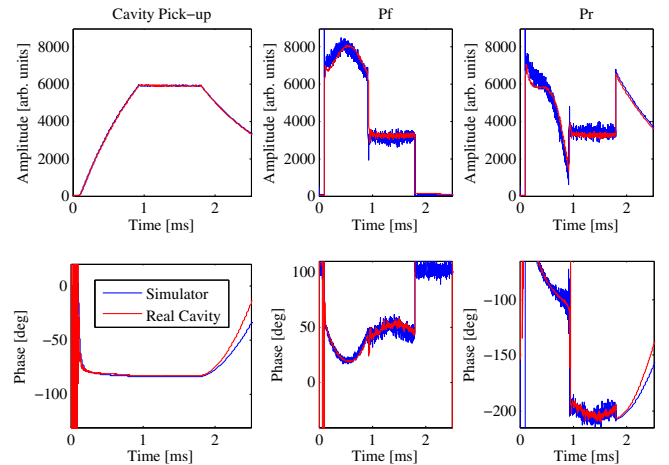 Cavity Pick-up
Pf
Pr
Amplitude [arb. units]
8000
6000
4000
2000
0
0
1
2
Time [ms]
Amplitude [arb. units]
8000
6000
4000
2000
0
0
1
2
Time [ms]
Amplitude [arb. units]
8000
6000
4000
2000
0
0
1
2
Time [ms]
Phase [deg]
0
−50
−100
0
1
2
Time [ms]
Simulator
Real Cavity
Phase [deg]
100
50
0
0
1
2
Time [ms]
Phase [deg]
−100
−150
−200
0
1
2
Time [ms]